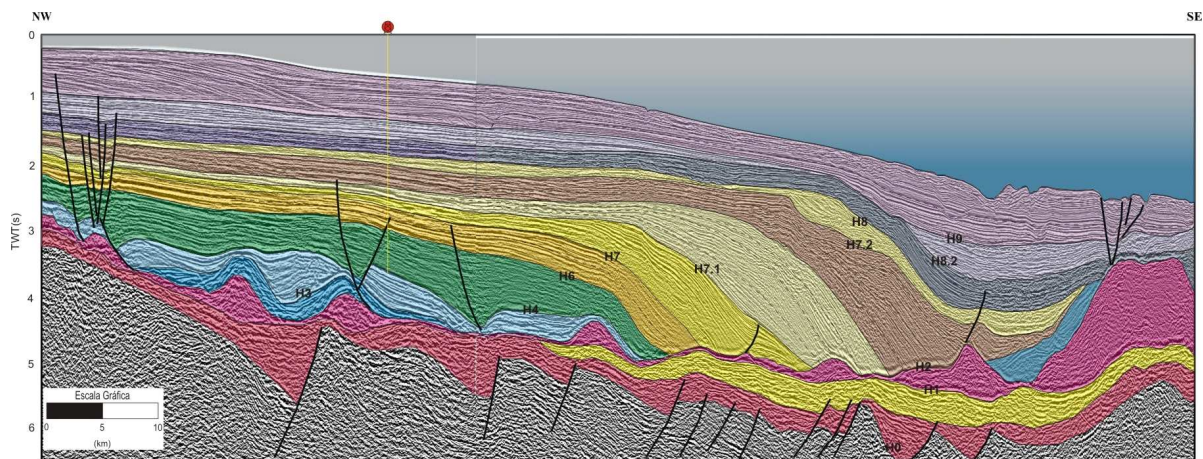 NW
SE
0
1
2
3
4
5
6
TWT(s)
H8
H7.2
H9
H8.2
H7
H7.1
H6
H3
H4
H2
H1
H0
Escala Gráfica
0 5 10
(km)